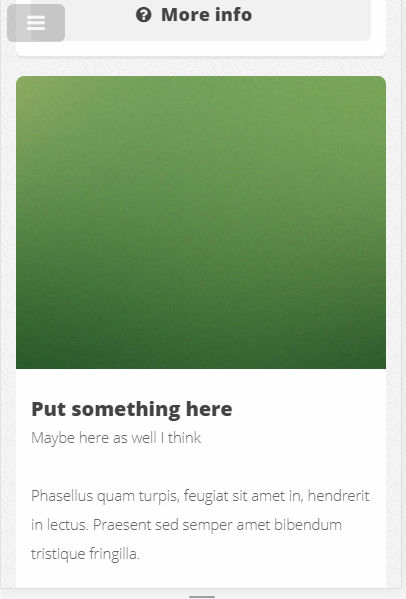 More info
Put something here
Maybe here as well I think
Phasellus quam turpis, feugiat sit amet in, hendrerit
in lectus. Praesent sed semper amet bibendum
tristique fringilla.